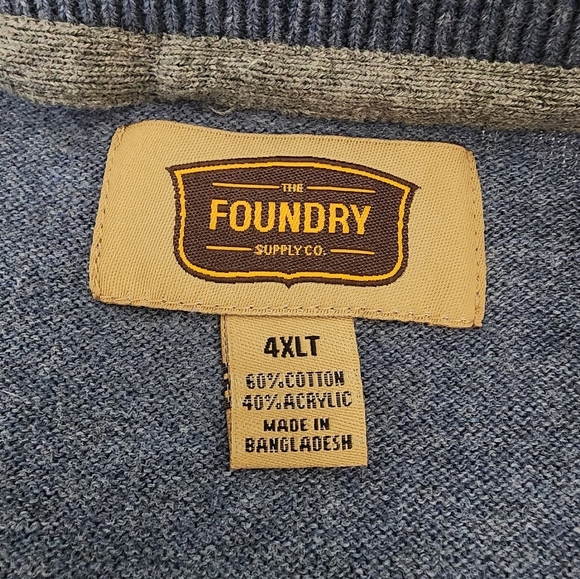 THE
FOUNDRY
SUPPLY CO.
4XLT
60% COTTON
40% ACRYLIC
MADE IN
BANGLADESH